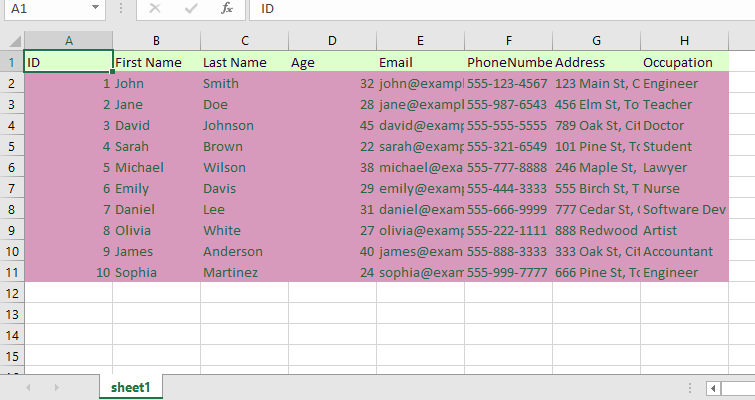 A1 fx ID
A B C D E F G H
1 ID First Name Last Name Age Email PhoneNumbe Address Occupation
2 1 John Smith 32 john@exampl 555-123-4567 123 Main St, C Engineer
3 2 Jane Doe 28 jane@examp 555-987-6543 456 Elm St, To Teacher
4 3 David Johnson 45 david@examp 555-555-5555 789 Oak St, Cit Doctor
5 4 Sarah Brown 22 sarah@examp 555-321-6549 101 Pine St, To Student
6 5 Michael Wilson 38 michael@exa 555-777-8888 246 Maple St, Lawyer
7 6 Emily Davis 29 emily@examp 555-444-3333 555 Birch St, T Nurse
8 7 Daniel Lee 31 daniel@exam 555-666-9999 777 Cedar St, Software Dev
9 8 Olivia White 27 olivia@examp 555-222-1111 888 Redwood Artist
10 9 James Anderson 40 james@exam 555-888-3333 333 Oak St, Cit Accountant
11 10 Sophia Martinez 24 sophia@exam 555-999-7777 666 Pine St, To Engineer
12
13
14
15
sheet1